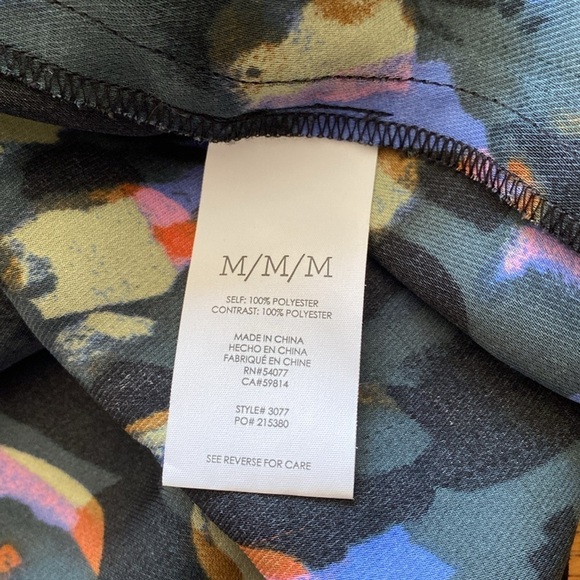 M/M/M
SELF: 100% POLYESTER
CONTRAST: 100% POLYESTER
MADE IN CHINA
HECHO EN CHINA
FABRIQUÉ EN CHINE
RN#54077
CA#59814
STYLE# 3077
PO# 215380
SEE REVERSE FOR CARE